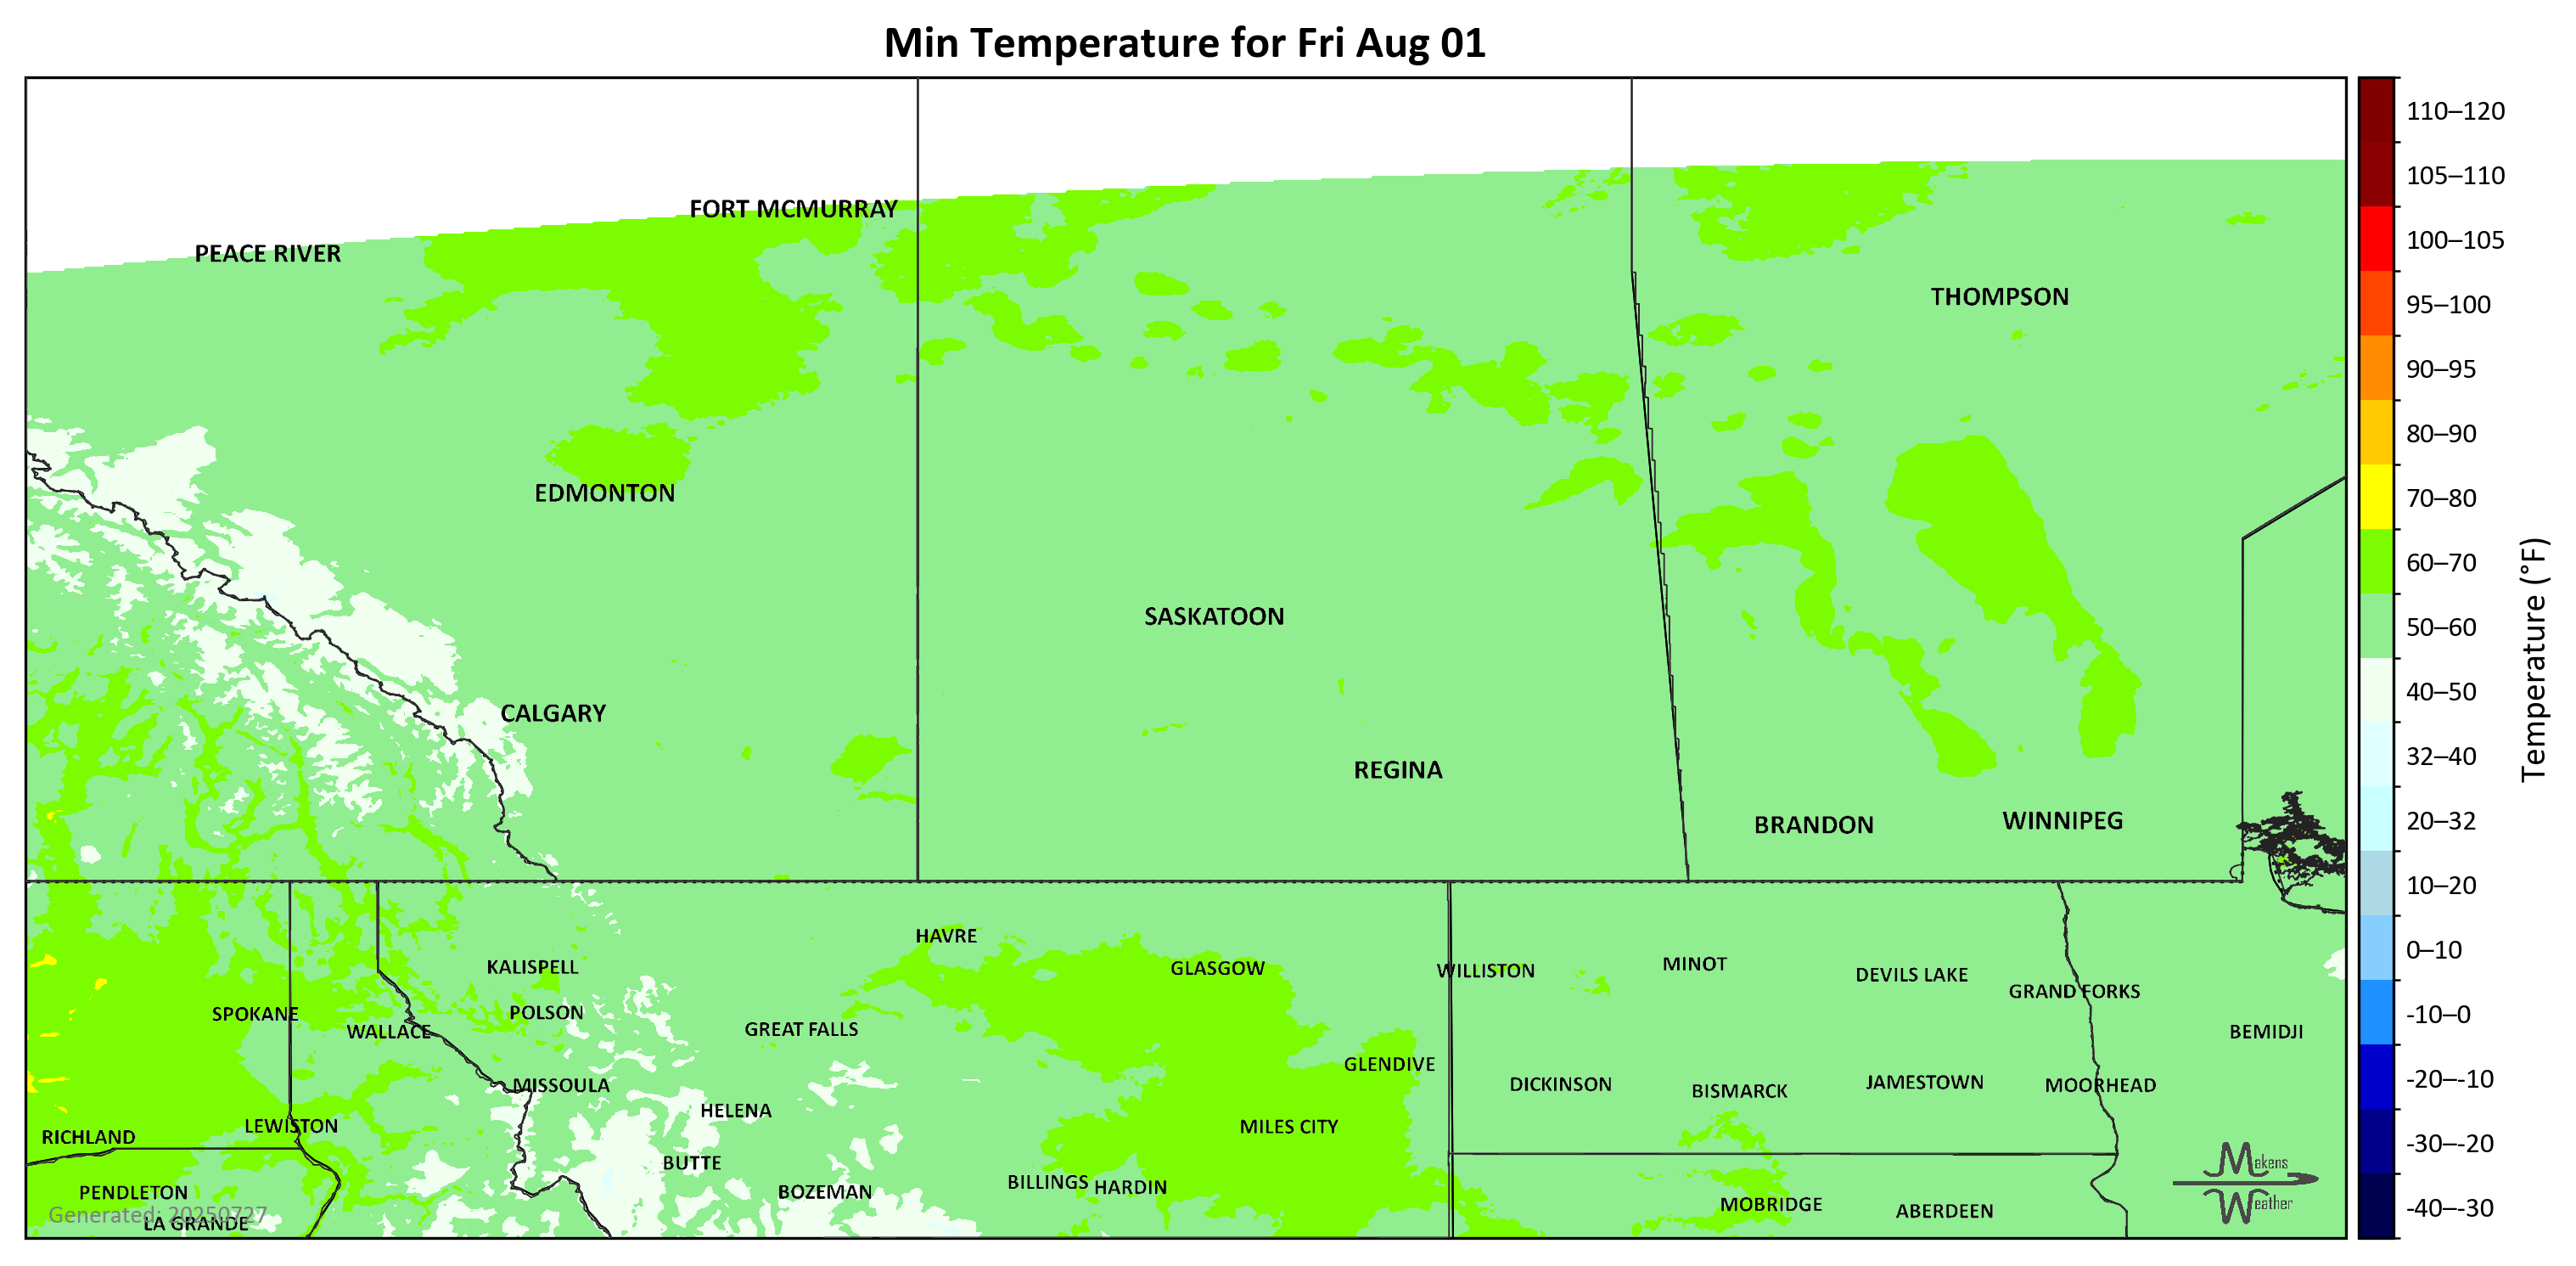 Min Temperature for Fri Aug 01
110–120
105–110
FORT MCMURRAY
100–105
PEACE RIVER
THOMPSON
95–100
90–95
80–90
EDMONTON
70–80
60–70
SASKATOON
50–60
Temperature (°F)
40–50
CALGARY
32–40
REGINA
BRANDON
WINNIPEG
20–32
10–20
HAVRE
0–10
KALISPELL
GLASGOW
WILLISTON
MINOT
DEVILS LAKE
GRAND FORKS
SPOKANE
POLSON
-10–0
WALLACE
GREAT FALLS
BEMIDJI
GLENDIVE
-20–-10
MISSOULA
DICKINSON
BISMARCK
JAMESTOWN
MOORHEAD
HELENA
LEWISTON
MILES CITY
RICHLAND
-30–-20
BUTTE
Makens
PENDLETON
BOZEMAN
BILLINGS
HARDIN
Weather
MOBRIDGE
ABERDEEN
-40–-30
Generated: 20250727
LA GRANDE